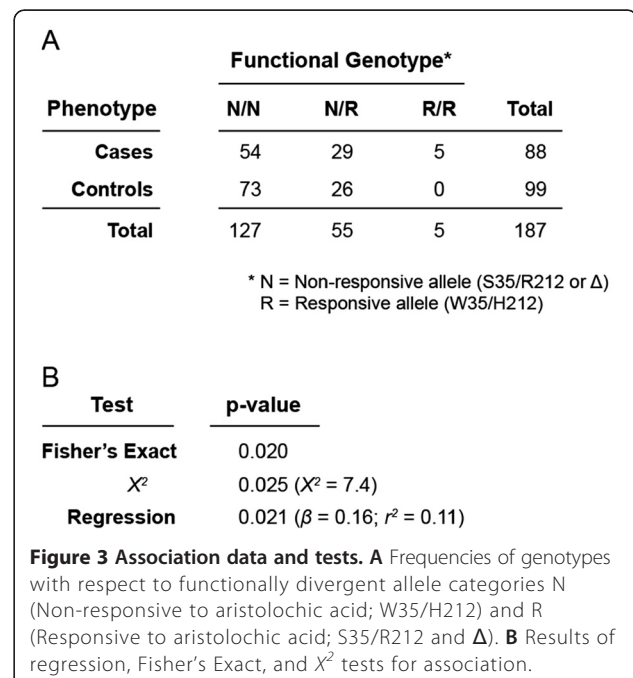 A
Functional Genotype*
Phenotype N/N N/R R/R Total
Cases 54 29 5 88
Controls 73 26 0 99
Total 127 55 5 187
* N = Non-responsive allele (S35/R212 or Δ)
R = Responsive allele (W35/H212)
B
Test p-value
Fisher's Exact 0.020
X² 0.025 (X² = 7.4)
Regression 0.021 (β = 0.16; r² = 0.11)
Figure 3 Association data and tests. A Frequencies of genotypes
with respect to functionally divergent allele categories N
(Non-responsive to aristolochic acid; W35/H212) and R
(Responsive to aristolochic acid; S35/R212 and Δ). B Results of
regression, Fisher's Exact, and X² tests for association.